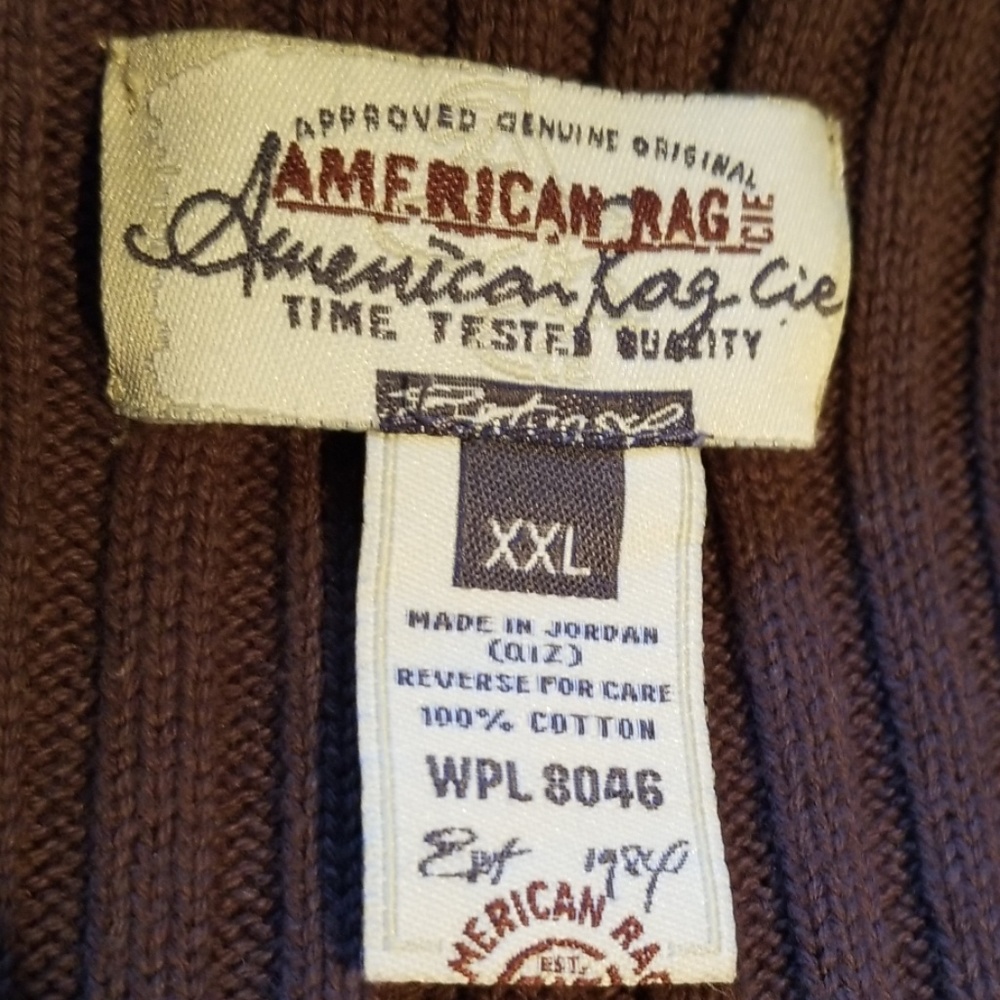 APPROVED GENUINE ORIGINAL
AMERICAN RAG CIE
American Rag Cie
TIME TESTED QUALITY
XXL
MADE IN JORDAN
(QIZ)
REVERSE FOR CARE
100% COTTON
WPL 8046
Est 1984
AMERICAN RAG
EST.